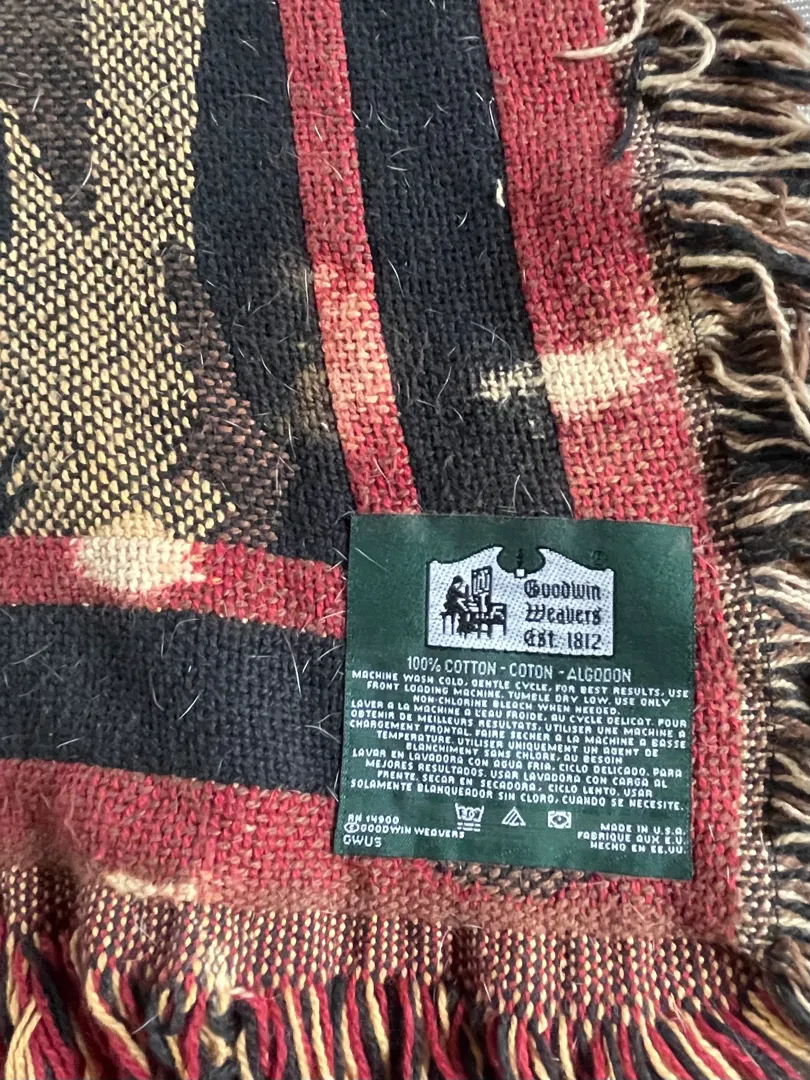 Goodwin
Weavers
Est. 1812
®
100% COTTON - COTON - ALGODON
MACHINE WASH COLD, GENTLE CYCLE, FOR BEST RESULTS, USE
FRONT LOADING MACHINE. TUMBLE DRY LOW. USE ONLY
NON-CHLORINE BLEACH WHEN NEEDED.
LAVER A LA MACHINE A L'EAU FROIDE, AU CYCLE DELICAT. POUR
OBTENIR DE MEILLEURS RESULTATS, UTILISER UNE MACHINE A
CHARGEMENT FRONTAL. FAIRE SECHER A LA MACHINE A BASSE
TEMPERATURE. UTILISER UNIQUEMENT UN AGENT DE
BLANCHIMENT SANS CHLORE, AU BESOIN
LAVAR EN LAVADORA CON AGUA FRIA, CICLO DELICADO. PARA
MEJORES RESULTADOS, USAR LAVADORA CON CARGA AL
FRENTE. SECAR EN SECADORA, CICLO LENTO. USAR
SOLAMENTE BLANQUEADOR SIN CLORO, CUANDO SE NECESITE.
RN 14900
©GOODWIN WEAVERS
GWUS
MADE IN U.S.A.
FABRIQUE AUX E.U.
HECHO EN EE.UU.